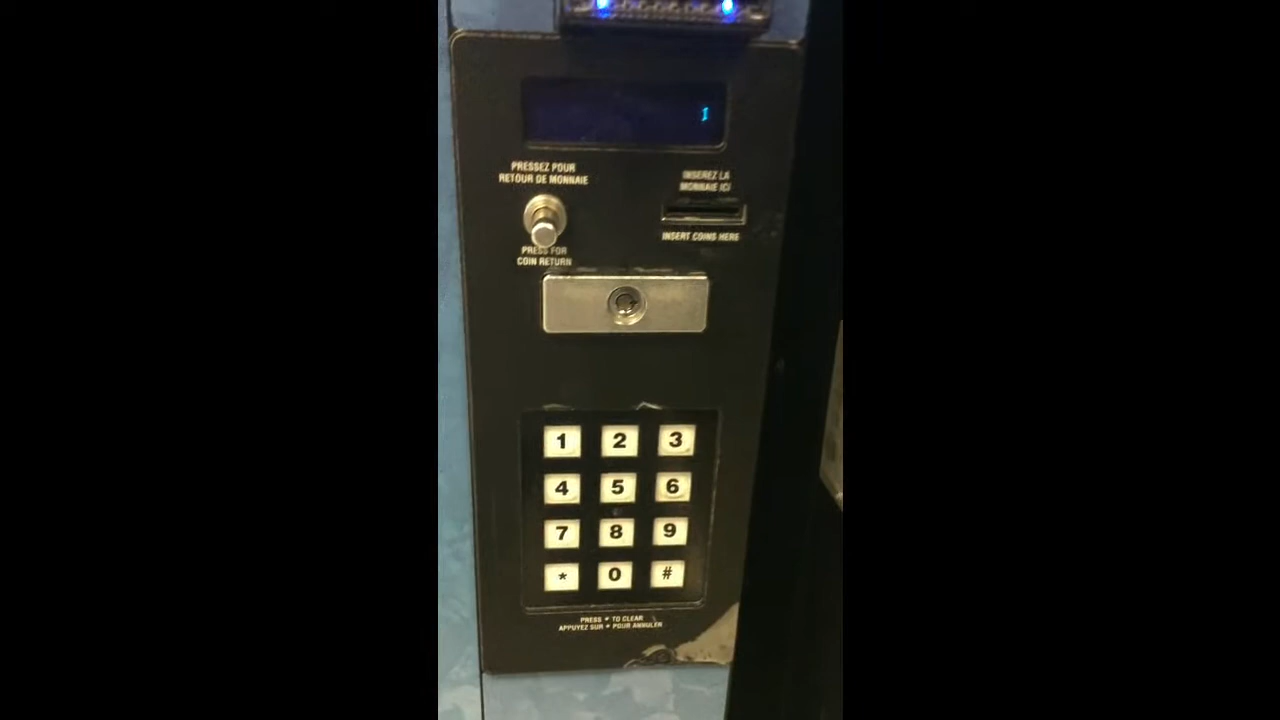 1
PRESSEZ POUR
RETOUR DE MONNAIE
INSEREZ LA
MONNAIE ICI
PRESS FOR
COIN RETURN
INSERT COINS HERE
1 2 3
4 5 6
7 8 9
* 0 #
PRESS * TO CLEAR
APPUYEZ SUR * POUR ANNULER